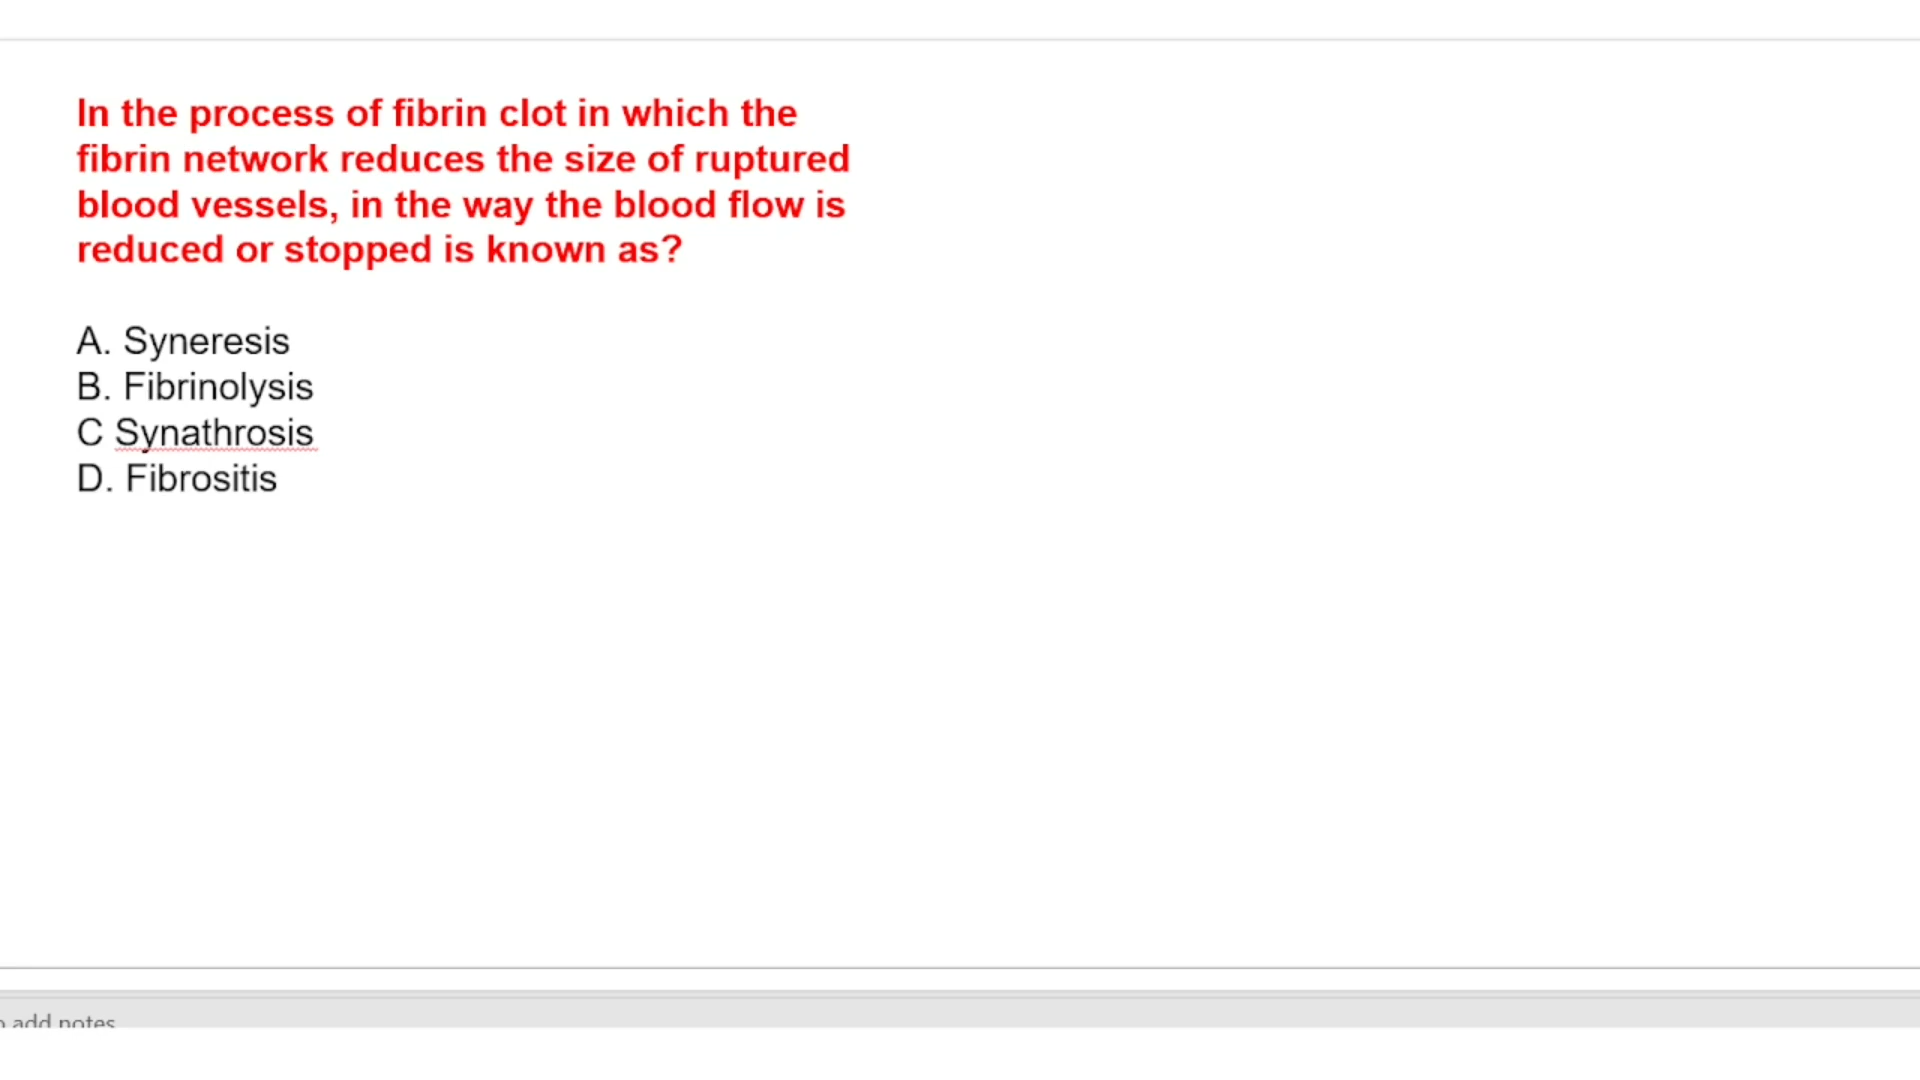 In the process of fibrin clot in which the
fibrin network reduces the size of ruptured
blood vessels, in the way the blood flow is
reduced or stopped is known as?
A. Syneresis
B. Fibrinolysis
C Synathrosis
D. Fibrositis
add notes